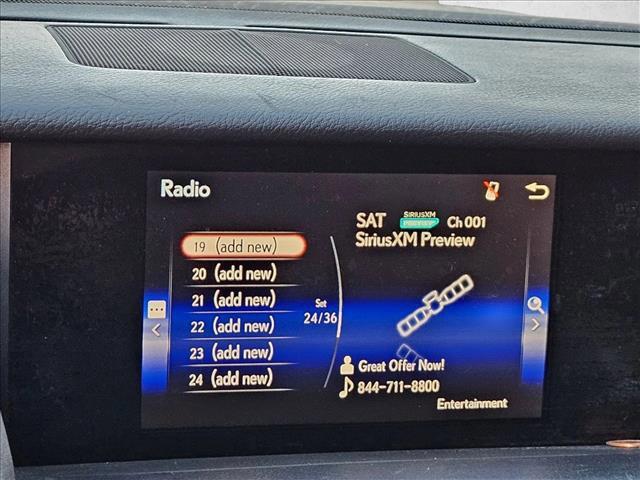 Radio
SAT SIRIUSXM PREVIEW Ch 001
SiriusXM Preview
19 (add new)
20 (add new)
21 (add new)
22 (add new)
23 (add new)
24 (add new)
Set
24/36
Great Offer Now!
844-711-8800
Entertainment